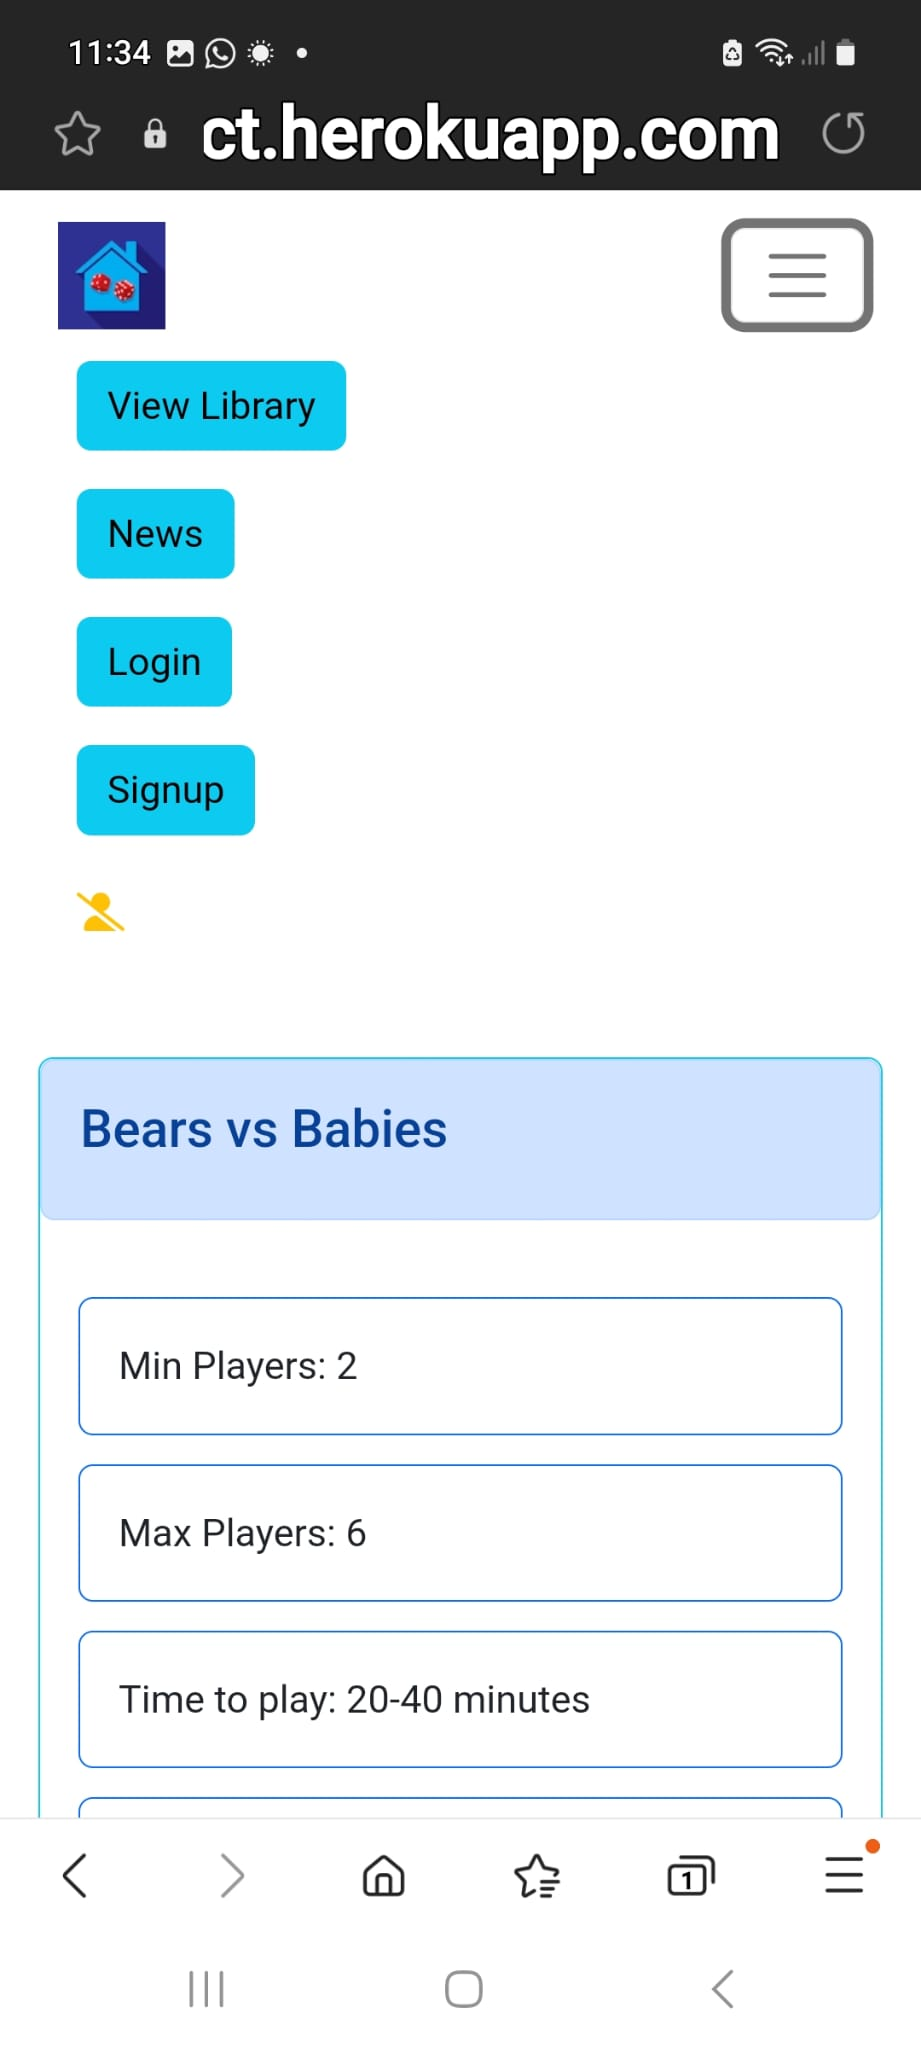 11:34
ct.herokuapp.com
View Library
News
Login
Signup
Bears vs Babies
Min Players: 2
Max Players: 6
Time to play: 20-40 minutes
1